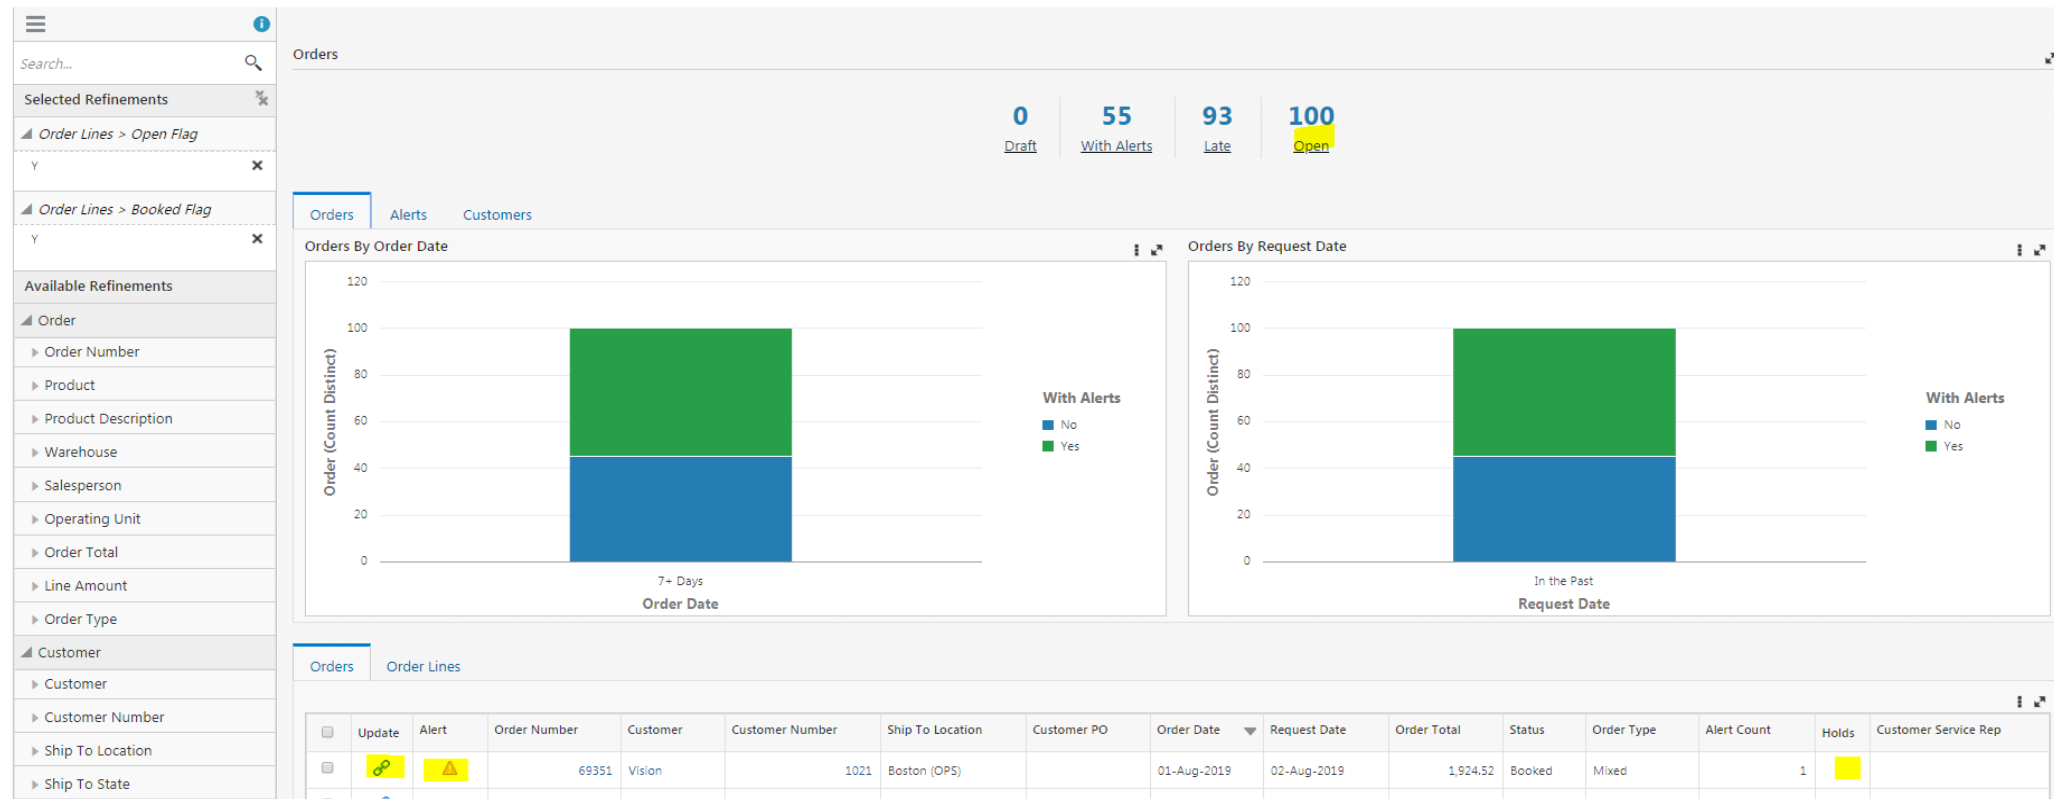 Search...
Selected Refinements
Order Lines > Open Flag
Y
Order Lines > Booked Flag
Y
Available Refinements
Order
Order Number
Product
Product Description
Warehouse
Salesperson
Operating Unit
Order Total
Line Amount
Order Type
Customer
Customer
Customer Number
Ship To Location
Ship To State
Orders
0 55 93 100
Draft With Alerts Late Open
Orders Alerts Customers
Orders By Order Date
120
100
80
60
40
20
0
Order (Count Distinct)
7+ Days
Order Date
With Alerts
No
Yes
Orders By Request Date
120
100
80
60
40
20
0
Order (Count Distinct)
In the Past
Request Date
With Alerts
No
Yes
Orders Order Lines
Update Alert Order Number Customer Customer Number Ship To Location Customer PO Order Date Request Date Order Total Status Order Type Alert Count Holds Customer Service Rep
69351 Vision 1021 Boston (OPS) 01-Aug-2019 02-Aug-2019 1,924.52 Booked Mixed 1